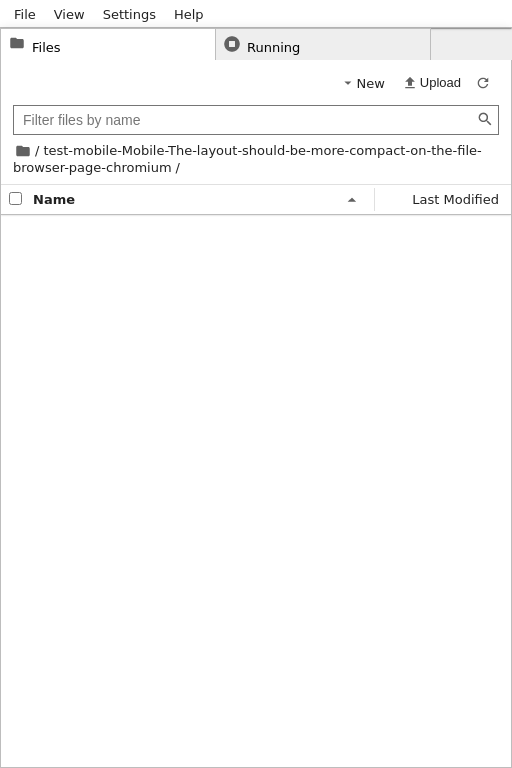 File View Settings Help
Files Running
New Upload
Filter files by name
/ test-mobile-Mobile-The-layout-should-be-more-compact-on-the-file-
browser-page-chromium /
Name Last Modified